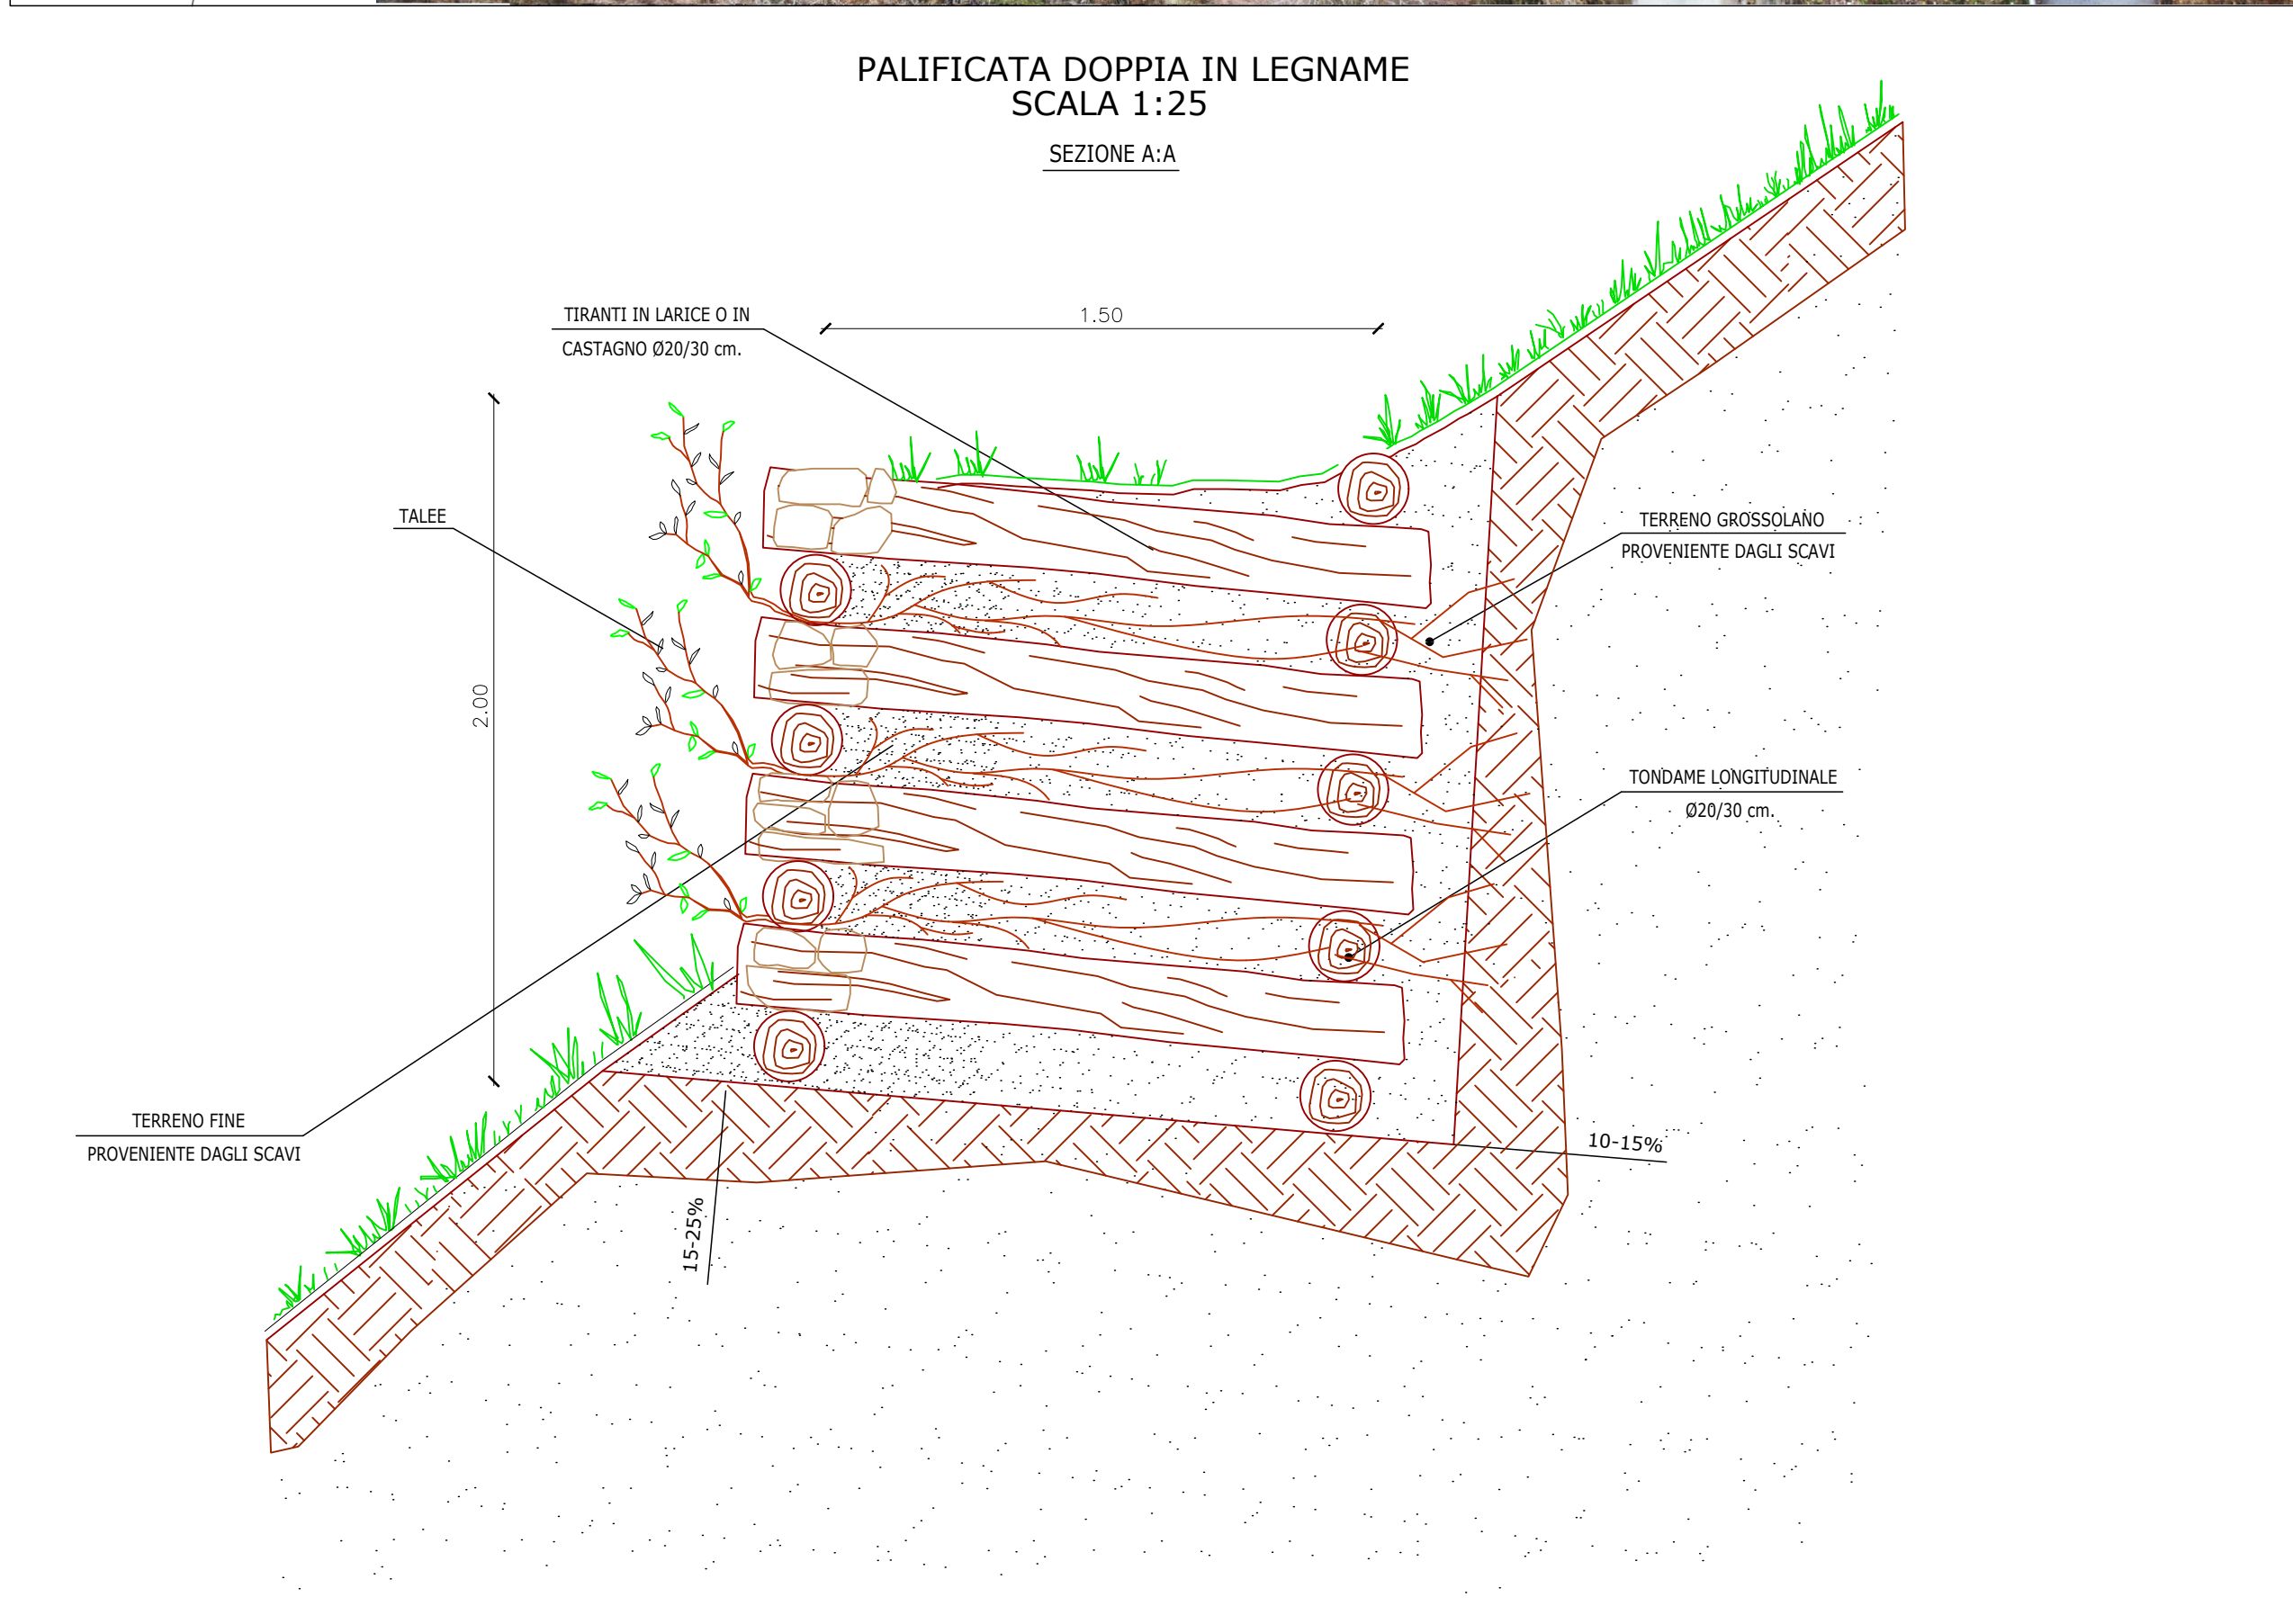 PALIFICATA DOPPIA IN LEGNAME
SCALA 1:25
SEZIONE A:A
TIRANTI IN LARICE O IN
CASTAGNO Ø20/30 cm.
1.50
TALEE
TERRENO GROSSOLANO
PROVENIENTE DAGLI SCAVI
2.00
TONDAME LONGITUDINALE
Ø20/30 cm.
TERRENO FINE
PROVENIENTE DAGLI SCAVI
10-15%
15-25%